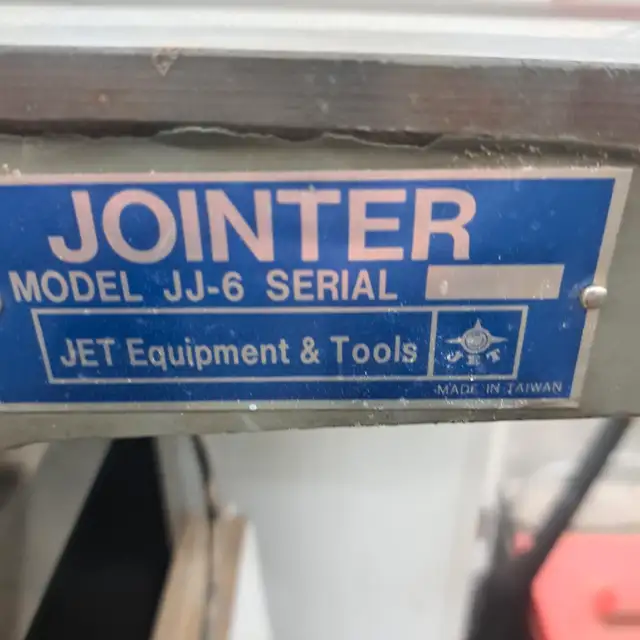 JOINTER
MODEL JJ-6 SERIAL
JET Equipment & Tools
JET
MADE IN TAIWAN